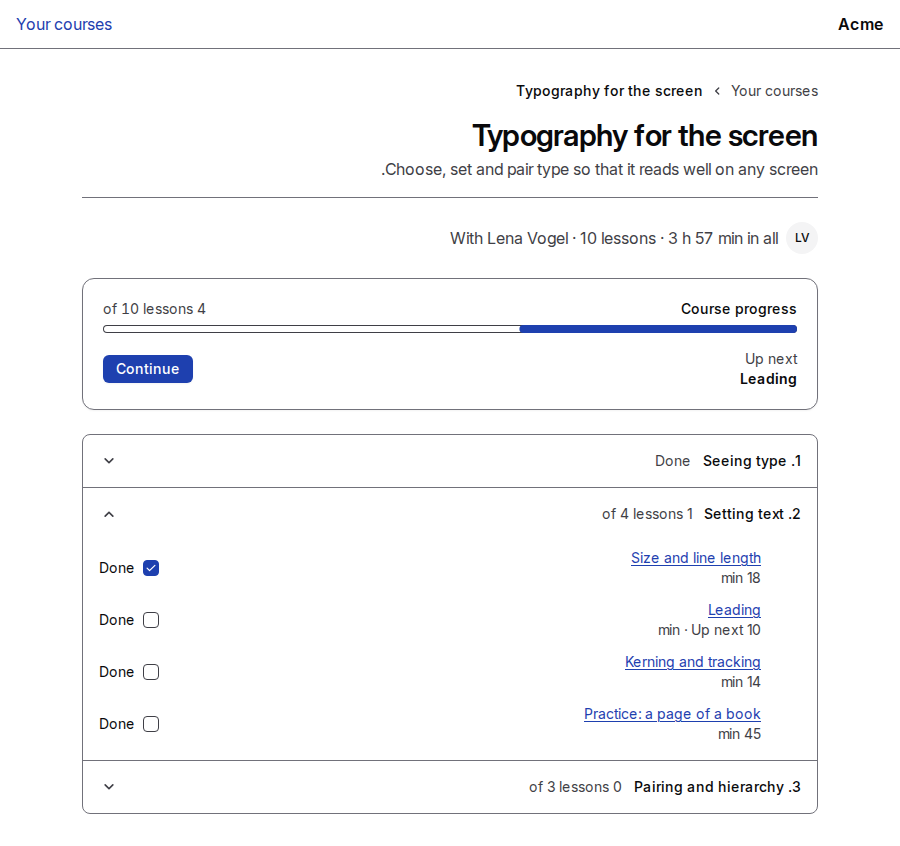 Acme
Your courses
Your courses
Typography for the screen
Typography for the screen
.Choose, set and pair type so that it reads well on any screen
LV
With Lena Vogel · 10 lessons · 3 h 57 min in all
Course progress
of 10 lessons 4
Up next
Leading
Continue
Seeing type .1
Done
Setting text .2
of 4 lessons 1
Size and line length
min 18
Done
Leading
min · Up next 10
Done
Kerning and tracking
min 14
Done
Practice: a page of a book
min 45
Done
Pairing and hierarchy .3
of 3 lessons 0